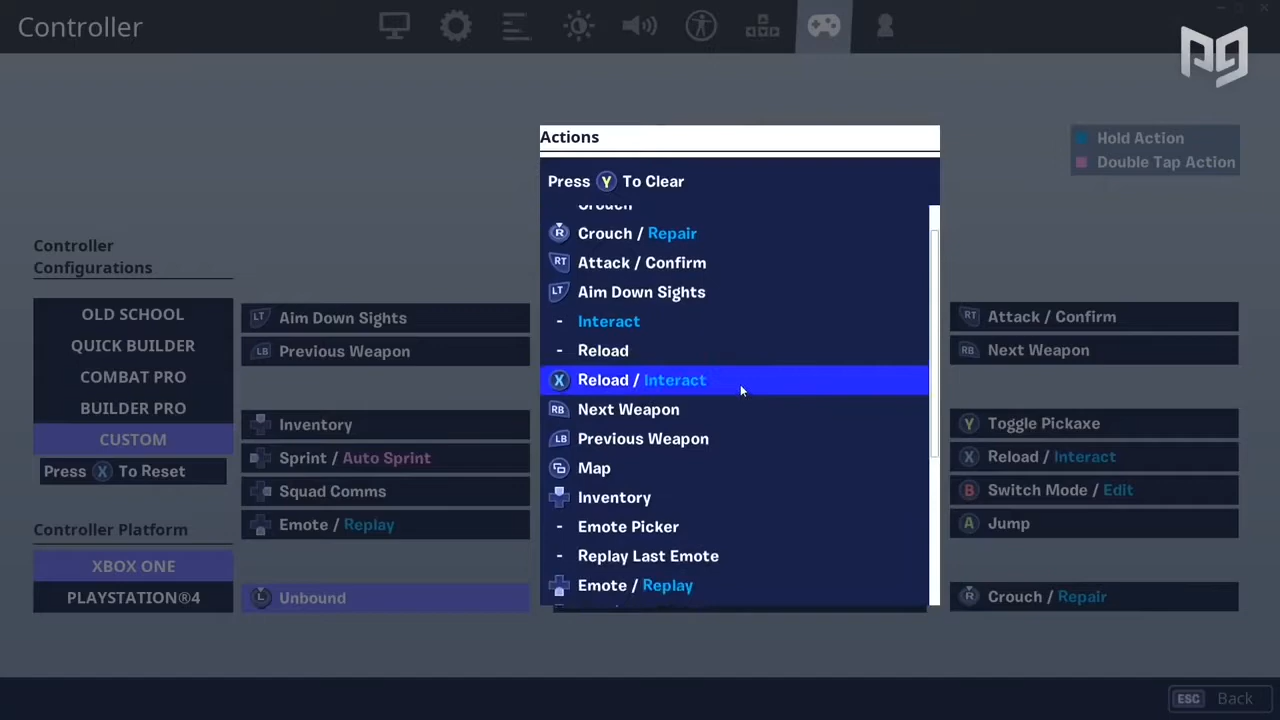 Controller
Hold Action
Double Tap Action
Actions
Press Y To Clear
Crouch
R Crouch / Repair
RT Attack / Confirm
LT Aim Down Sights
- Interact
- Reload
X Reload / Interact
RB Next Weapon
LB Previous Weapon
Map
Inventory
- Emote Picker
- Replay Last Emote
Emote / Replay
Controller
Configurations
OLD SCHOOL
QUICK BUILDER
COMBAT PRO
BUILDER PRO
CUSTOM
Press X To Reset
Controller Platform
XBOX ONE
PLAYSTATION®4
LT Aim Down Sights
LB Previous Weapon
Inventory
Sprint / Auto Sprint
Squad Comms
Emote / Replay
L Unbound
RT Attack / Confirm
RB Next Weapon
Y Toggle Pickaxe
X Reload / Interact
B Switch Mode / Edit
A Jump
R Crouch / Repair
ESC Back